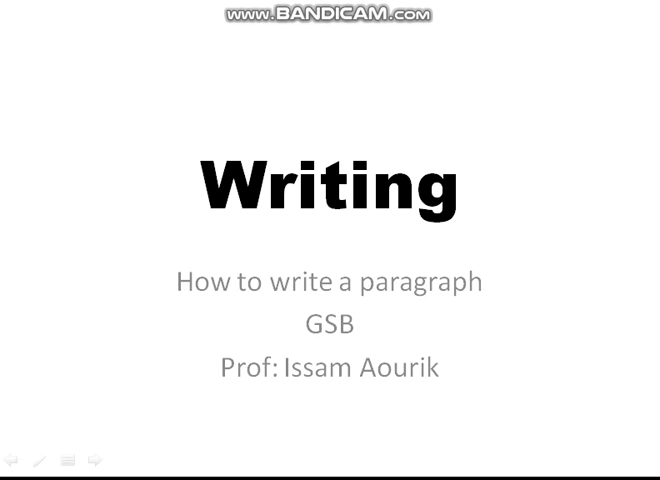 www.BANDICAM.com
Writing
How to write a paragraph
GSB
Prof: Issam Aourik